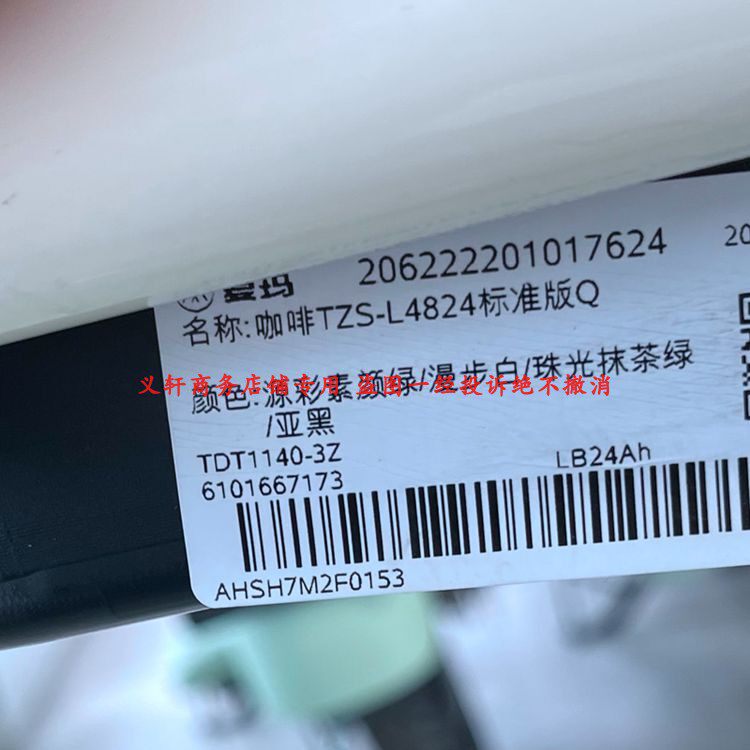 爱玛 206222201017624 20
名称:咖啡TZS-L4824标准版Q
颜色:源彩素颜绿/漫步白/珠光抹茶绿
/亚黑
义轩商务店铺专用 盗图一经投诉绝不撤消
TDT1140-3Z LB24Ah
6101667173
AHSH7M2F0153